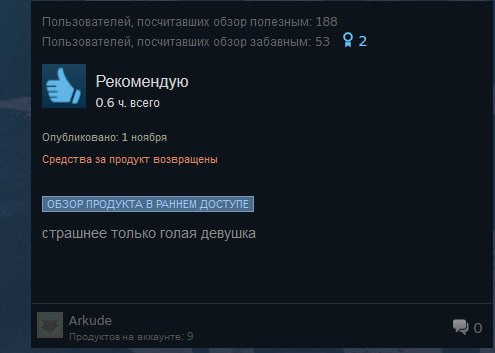 Пользователей, посчитавших обзор полезным: 188
Пользователей, посчитавших обзор забавным: 53 2
Рекомендую
0.6 ч. всего
Опубликовано: 1 ноября
Средства за продукт возвращены
ОБЗОР ПРОДУКТА В РАННЕМ ДОСТУПЕ
страшнее только голая девушка
Arkude
Продуктов на аккаунте: 9
0